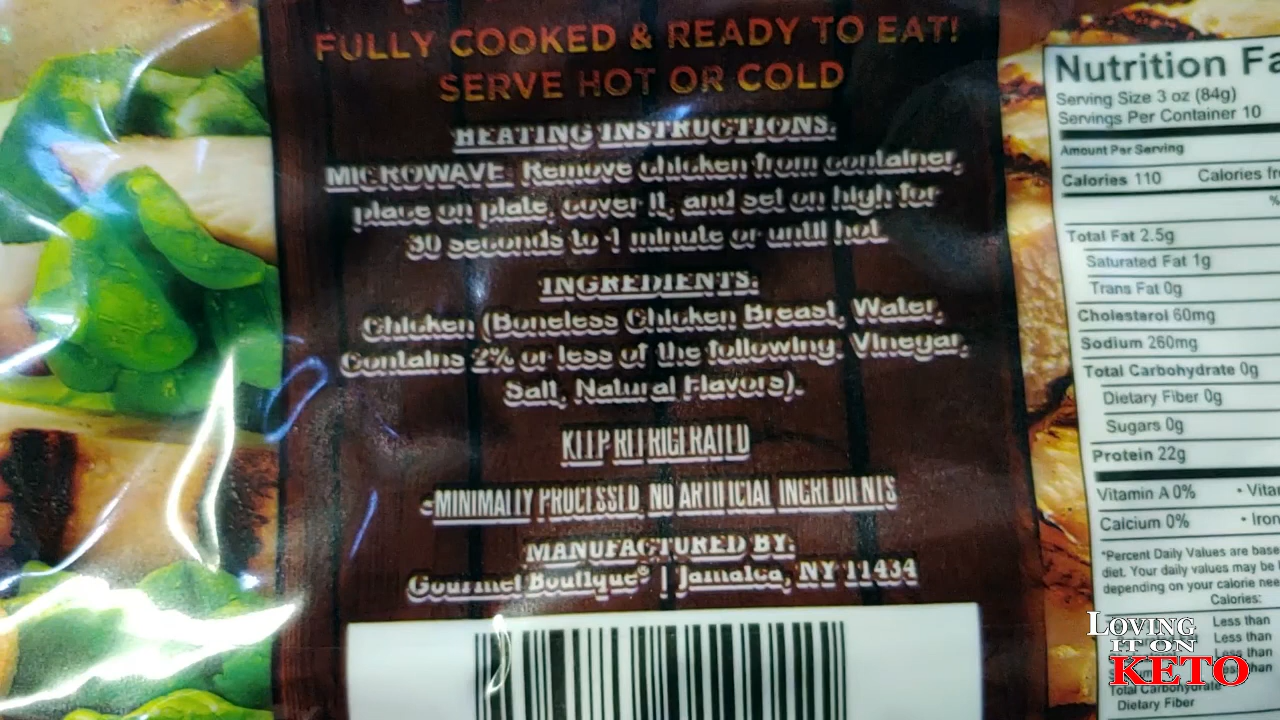 FULLY COOKED & READY TO EAT!
SERVE HOT OR COLD
HEATING INSTRUCTIONS:
MICROWAVE: Remove chicken from container,
place on plate, cover it, and set on high for
30 seconds to 1 minute or until hot.
INGREDIENTS:
Chicken (Boneless Chicken Breast, Water,
Contains 2% or less of the following: Vinegar,
Salt, Natural Flavors).
KEEP REFRIGERATED
MINIMALLY PROCESSED, NO ARTIFICIAL INGREDIENTS
MANUFACTURED BY:
Gourmet Boutique® | Jamaica, NY 11434
Nutrition Fa
Serving Size 3 oz (84g)
Servings Per Container 10
Amount Per Serving
Calories 110 Calories fr
%
Total Fat 2.5g
Saturated Fat 1g
Trans Fat 0g
Cholesterol 60mg
Sodium 260mg
Total Carbohydrate 0g
Dietary Fiber 0g
Sugars 0g
Protein 22g
Vitamin A 0% • Vitar
Calcium 0% • Iron
*Percent Daily Values are base
diet. Your daily values may be
depending on your calorie nee
Calories:
Less than
Less than
Less than
Less than
Total Carbohydrate
Dietary Fiber
LOVING
IT ON
KETO